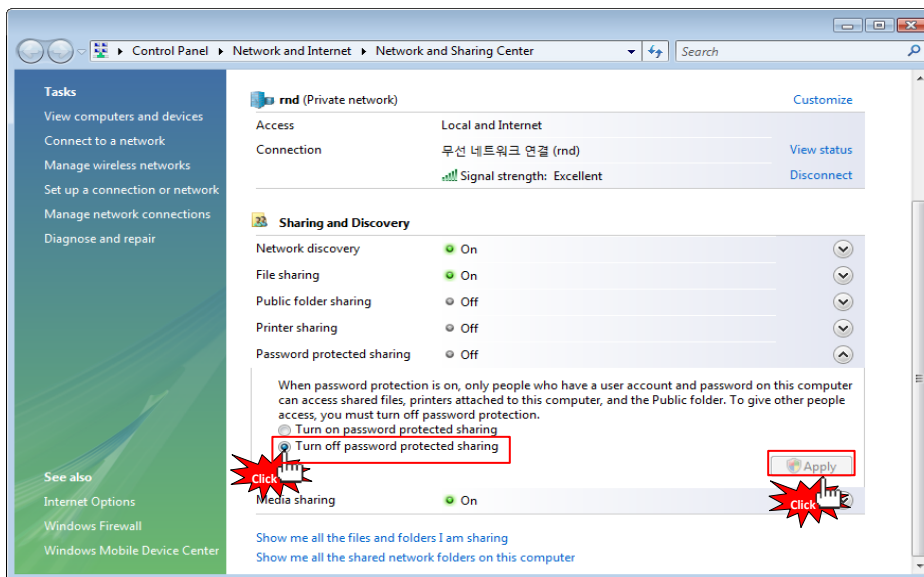 Control Panel ▸ Network and Internet ▸ Network and Sharing Center
Search
Tasks
View computers and devices
Connect to a network
Manage wireless networks
Set up a connection or network
Manage network connections
Diagnose and repair
See also
Internet Options
Windows Firewall
Windows Mobile Device Center
rnd (Private network) Customize
Access Local and Internet
Connection 무선 네트워크 연결 (rnd) View status
Signal strength: Excellent Disconnect
Sharing and Discovery
Network discovery On
File sharing On
Public folder sharing Off
Printer sharing Off
Password protected sharing Off
When password protection is on, only people who have a user account and password on this computer
can access shared files, printers attached to this computer, and the Public folder. To give other people
access, you must turn off password protection.
Turn on password protected sharing
Turn off password protected sharing
Click
Apply
Click
Media sharing On
Show me all the files and folders I am sharing
Show me all the shared network folders on this computer